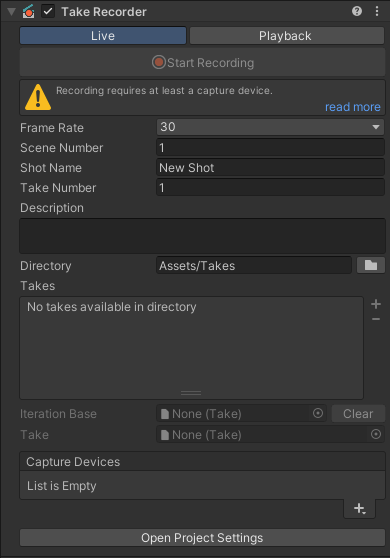 Take Recorder
Live
Playback
Start Recording
Recording requires at least a capture device.
read more
Frame Rate
30
Scene Number
1
Shot Name
New Shot
Take Number
1
Description
Directory
Assets/Takes
Takes
No takes available in directory
Iteration Base
None (Take)
Clear
Take
None (Take)
Capture Devices
List is Empty
Open Project Settings